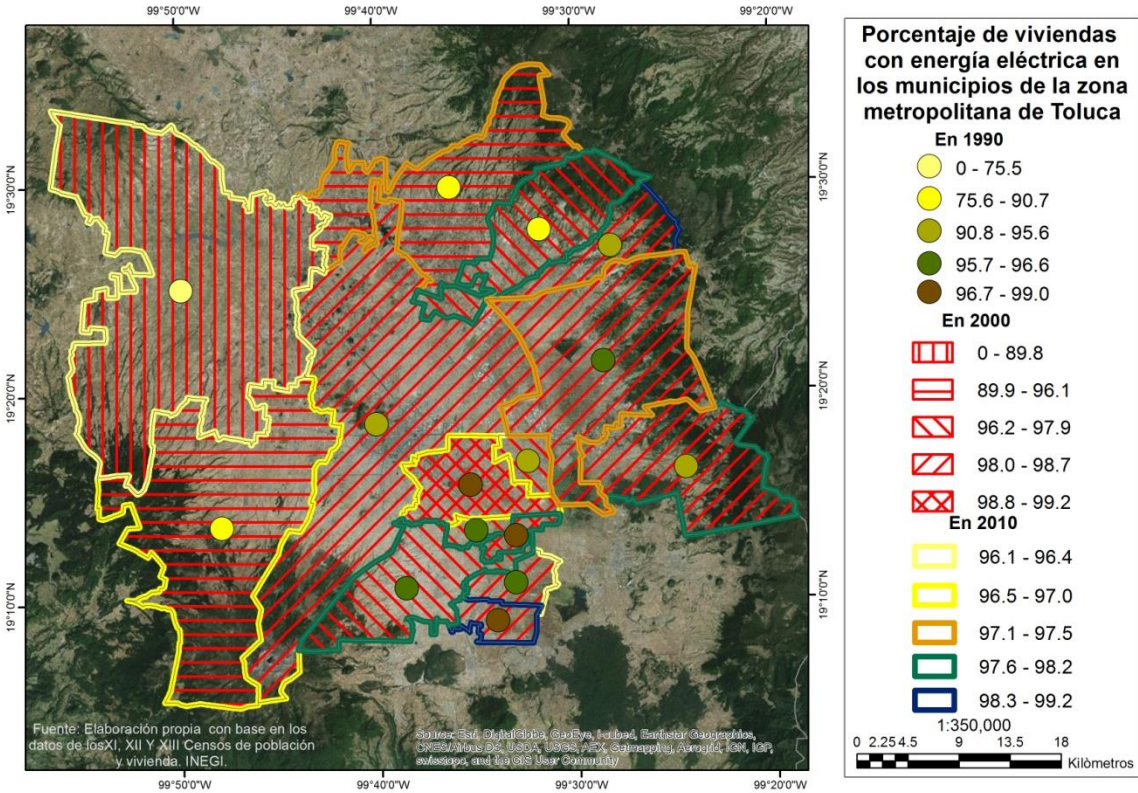 99°50'0"W 99°40'0"W 99°30'0"W 99°20'0"W
19°30'0"N 19°30'0"N
19°20'0"N 19°20'0"N
19°10'0"N 19°10'0"N
Fuente: Elaboración propia con base en los
datos de losXI, XII Y XIII Censos de población
y vivienda. INEGI.
Source: Esri, DigitalGlobe, GeoEye, i-cubed, Earthstar Geographics,
CNES/Airbus DS, USDA, USGS, AEX, Getmapping, Aerogrid, IGN, IGP,
swisstopo, and the GIS User Community
99°50'0"W 99°40'0"W 99°30'0"W 99°20'0"W
Porcentaje de viviendas
con energía eléctrica en
los municipios de la zona
metropolitana de Toluca
En 1990
0 - 75.5
75.6 - 90.7
90.8 - 95.6
95.7 - 96.6
96.7 - 99.0
En 2000
0 - 89.8
89.9 - 96.1
96.2 - 97.9
98.0 - 98.7
98.8 - 99.2
En 2010
96.1 - 96.4
96.5 - 97.0
97.1 - 97.5
97.6 - 98.2
98.3 - 99.2
1:350,000
0 2.25 4.5 9 13.5 18
Kilòmetros